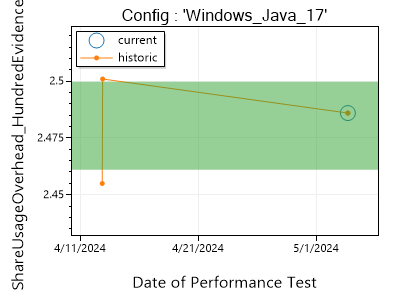 Config : 'Windows_Java_17'
current
historic
ShareUsageOverhead_HundredEvidence
2.5
2.475
2.45
4/11/2024
4/21/2024
5/1/2024
Date of Performance Test